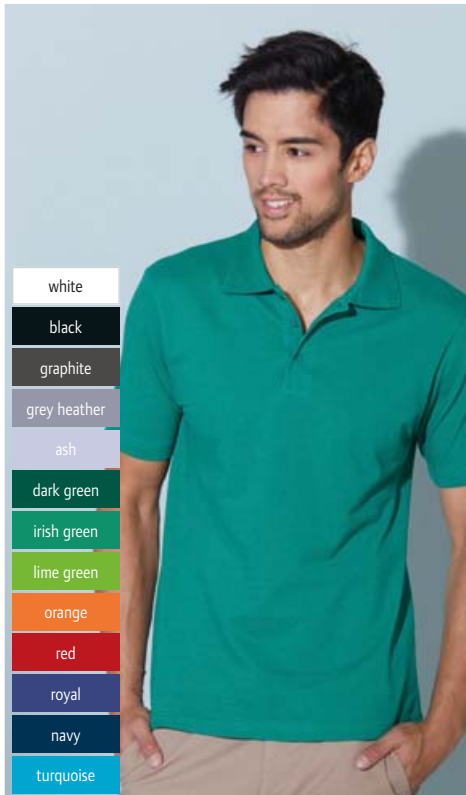 white
black
graphite
grey heather
ash
dark green
irish green
lime green
orange
red
royal
navy
turquoise